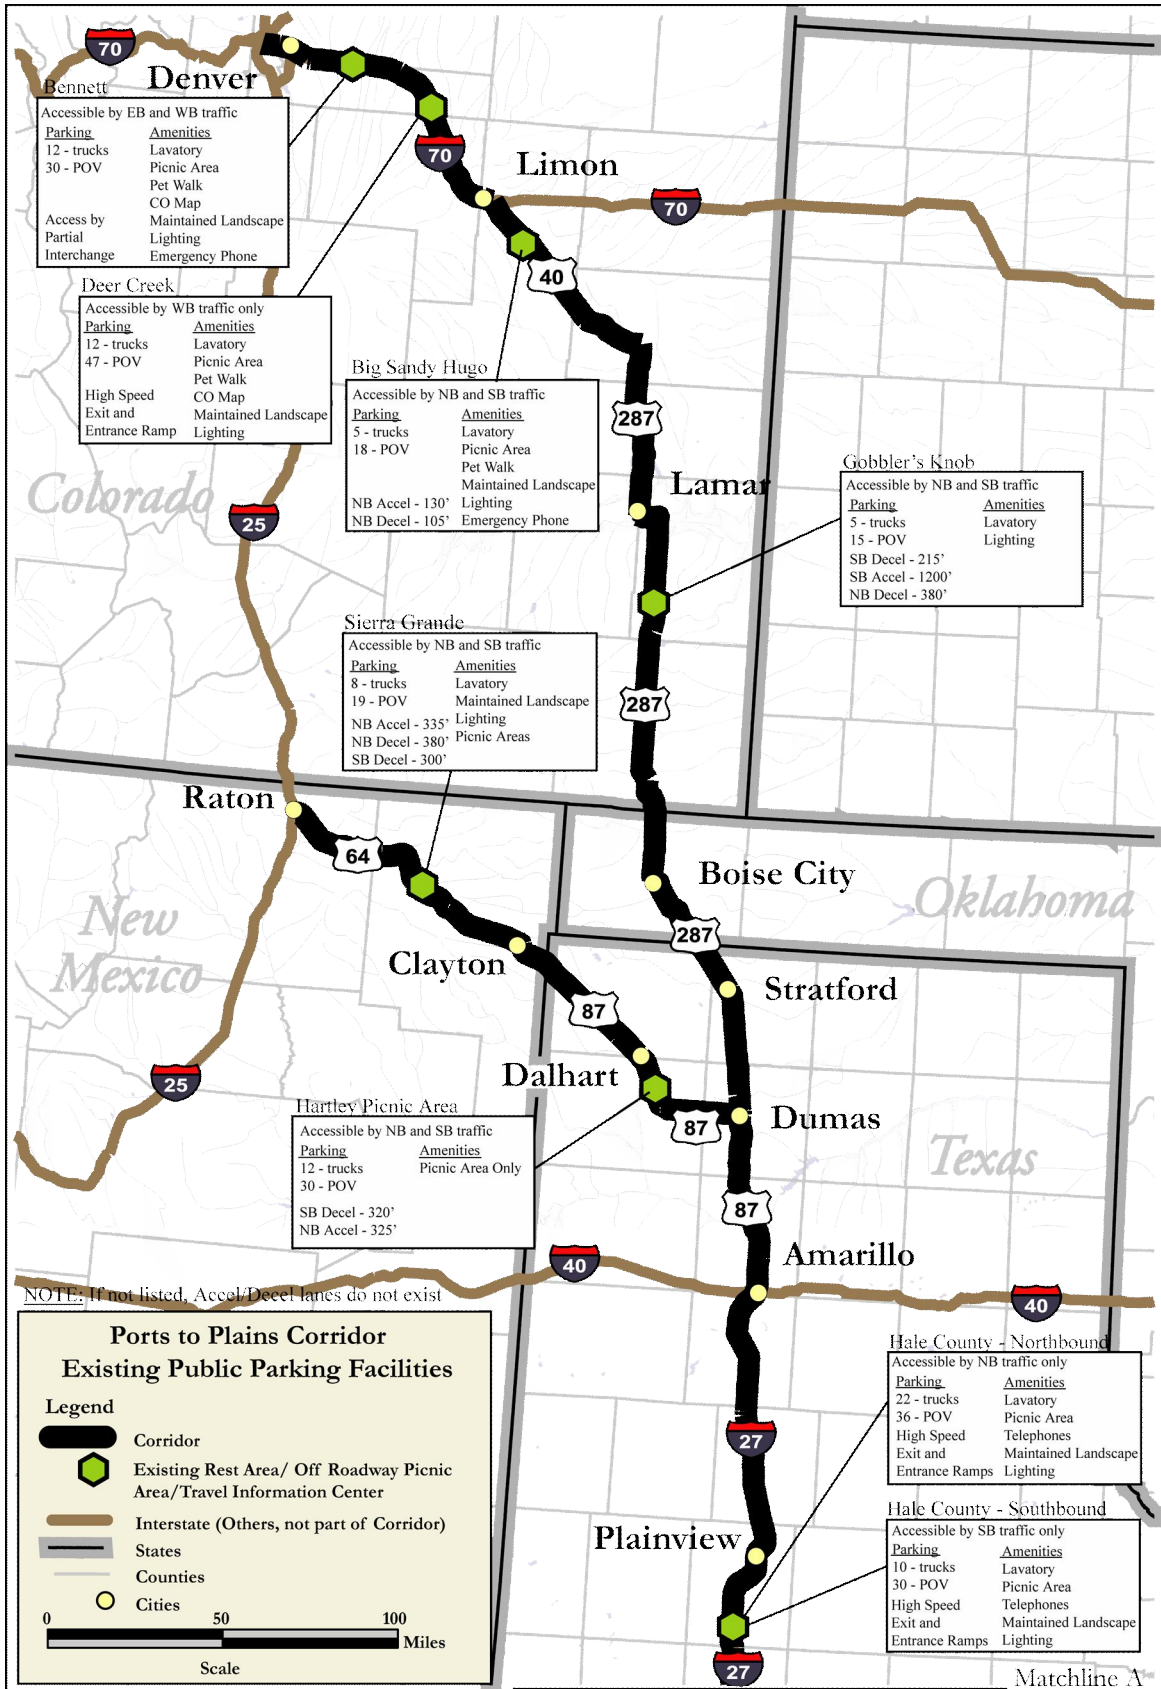 70
Denver
Bennett
Accessible by EB and WB traffic
Parking Amenities
12 - trucks Lavatory
30 - POV Picnic Area
Pet Walk
CO Map
Access by Maintained Landscape
Partial Lighting
Interchange Emergency Phone
70
Limon
70
40
Deer Creek
Accessible by WB traffic only
Parking Amenities
12 - trucks Lavatory
47 - POV Picnic Area
Pet Walk
High Speed CO Map
Exit and Maintained Landscape
Entrance Ramp Lighting
Big Sandy Hugo
Accessible by NB and SB traffic
Parking Amenities
5 - trucks Lavatory
18 - POV Picnic Area
Pet Walk
Maintained Landscape
NB Accel - 130' Lighting
NB Decel - 105' Emergency Phone
287
Lamar
Gobbler's Knob
Accessible by NB and SB traffic
Parking Amenities
5 - trucks Lavatory
15 - POV Lighting
SB Decel - 215'
SB Accel - 1200'
NB Decel - 380'
Colorado
25
Sierra Grande
Accessible by NB and SB traffic
Parking Amenities
8 - trucks Lavatory
19 - POV Maintained Landscape
NB Accel - 335' Lighting
NB Decel - 380' Picnic Areas
SB Decel - 300'
287
Raton
64
Boise City
Oklahoma
New
Mexico
287
Clayton
Stratford
87
Dalhart
25
Dumas
87
Hartley Picnic Area
Accessible by NB and SB traffic
Parking Amenities
12 - trucks Picnic Area Only
30 - POV
SB Decel - 320'
NB Accel - 325'
Texas
87
Amarillo
40
40
NOTE: If not listed, Accel/Decel lanes do not exist
Ports to Plains Corridor
Existing Public Parking Facilities
Legend
Corridor
Existing Rest Area/ Off Roadway Picnic
Area/Travel Information Center
Interstate (Others, not part of Corridor)
States
Counties
Cities
0 50 100
Miles
Scale
Hale County - Northbound
Accessible by NB traffic only
Parking Amenities
22 - trucks Lavatory
36 - POV Picnic Area
High Speed Telephones
Exit and Maintained Landscape
Entrance Ramps Lighting
27
Hale County - Southbound
Accessible by SB traffic only
Parking Amenities
10 - trucks Lavatory
30 - POV Picnic Area
High Speed Telephones
Exit and Maintained Landscape
Entrance Ramps Lighting
Plainview
27
Matchline A